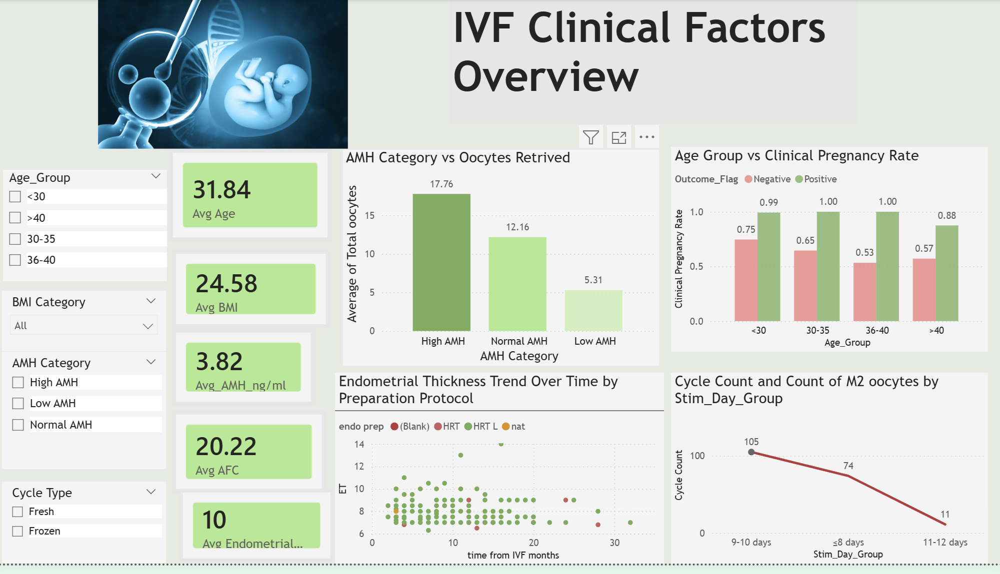 IVF Clinical Factors
Overview
Age_Group
<30
>40
30-35
36-40
BMI Category
All
AMH Category
High AMH
Low AMH
Normal AMH
Cycle Type
Fresh
Frozen
31.84
Avg Age
24.58
Avg BMI
3.82
Avg_AMH_ng/ml
20.22
Avg AFC
10
Avg Endometrial...
AMH Category vs Oocytes Retrived
Average of Total oocytes
15
10
5
0
17.76
12.16
5.31
High AMH Normal AMH Low AMH
AMH Category
Age Group vs Clinical Pregnancy Rate
Outcome_Flag Negative Positive
Clinical Pregnancy Rate
1.0
0.5
0.0
0.75 0.99
0.65 1.00
0.53 1.00
0.57 0.88
<30 30-35 36-40 >40
Age_Group
Endometrial Thickness Trend Over Time by
Preparation Protocol
endo prep (Blank) HRT HRT L nat
ET
14
12
10
8
6
0 10 20 30
time from IVF months
Cycle Count and Count of M2 oocytes by
Stim_Day_Group
Cycle Count
100
0
105
74
11
9-10 days ≤8 days 11-12 days
Stim_Day_Group